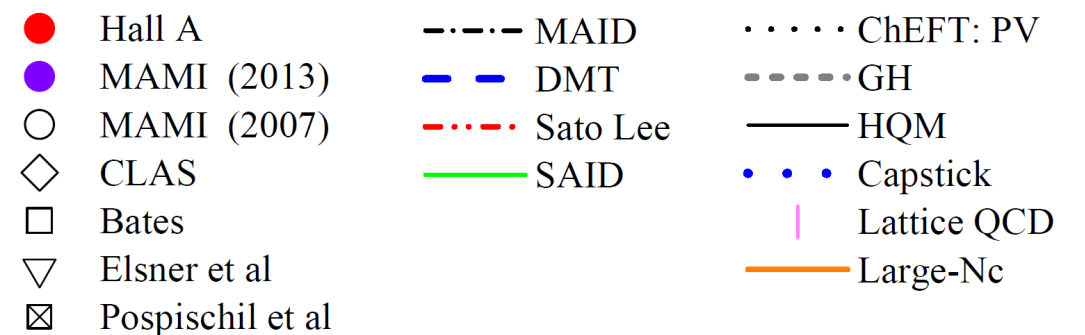 Hall A
MAMI (2013)
MAMI (2007)
CLAS
Bates
Elsner et al
Pospischil et al
MAID
DMT
Sato Lee
SAID
ChEFT: PV
GH
HQM
Capstick
Lattice QCD
Large-Nc